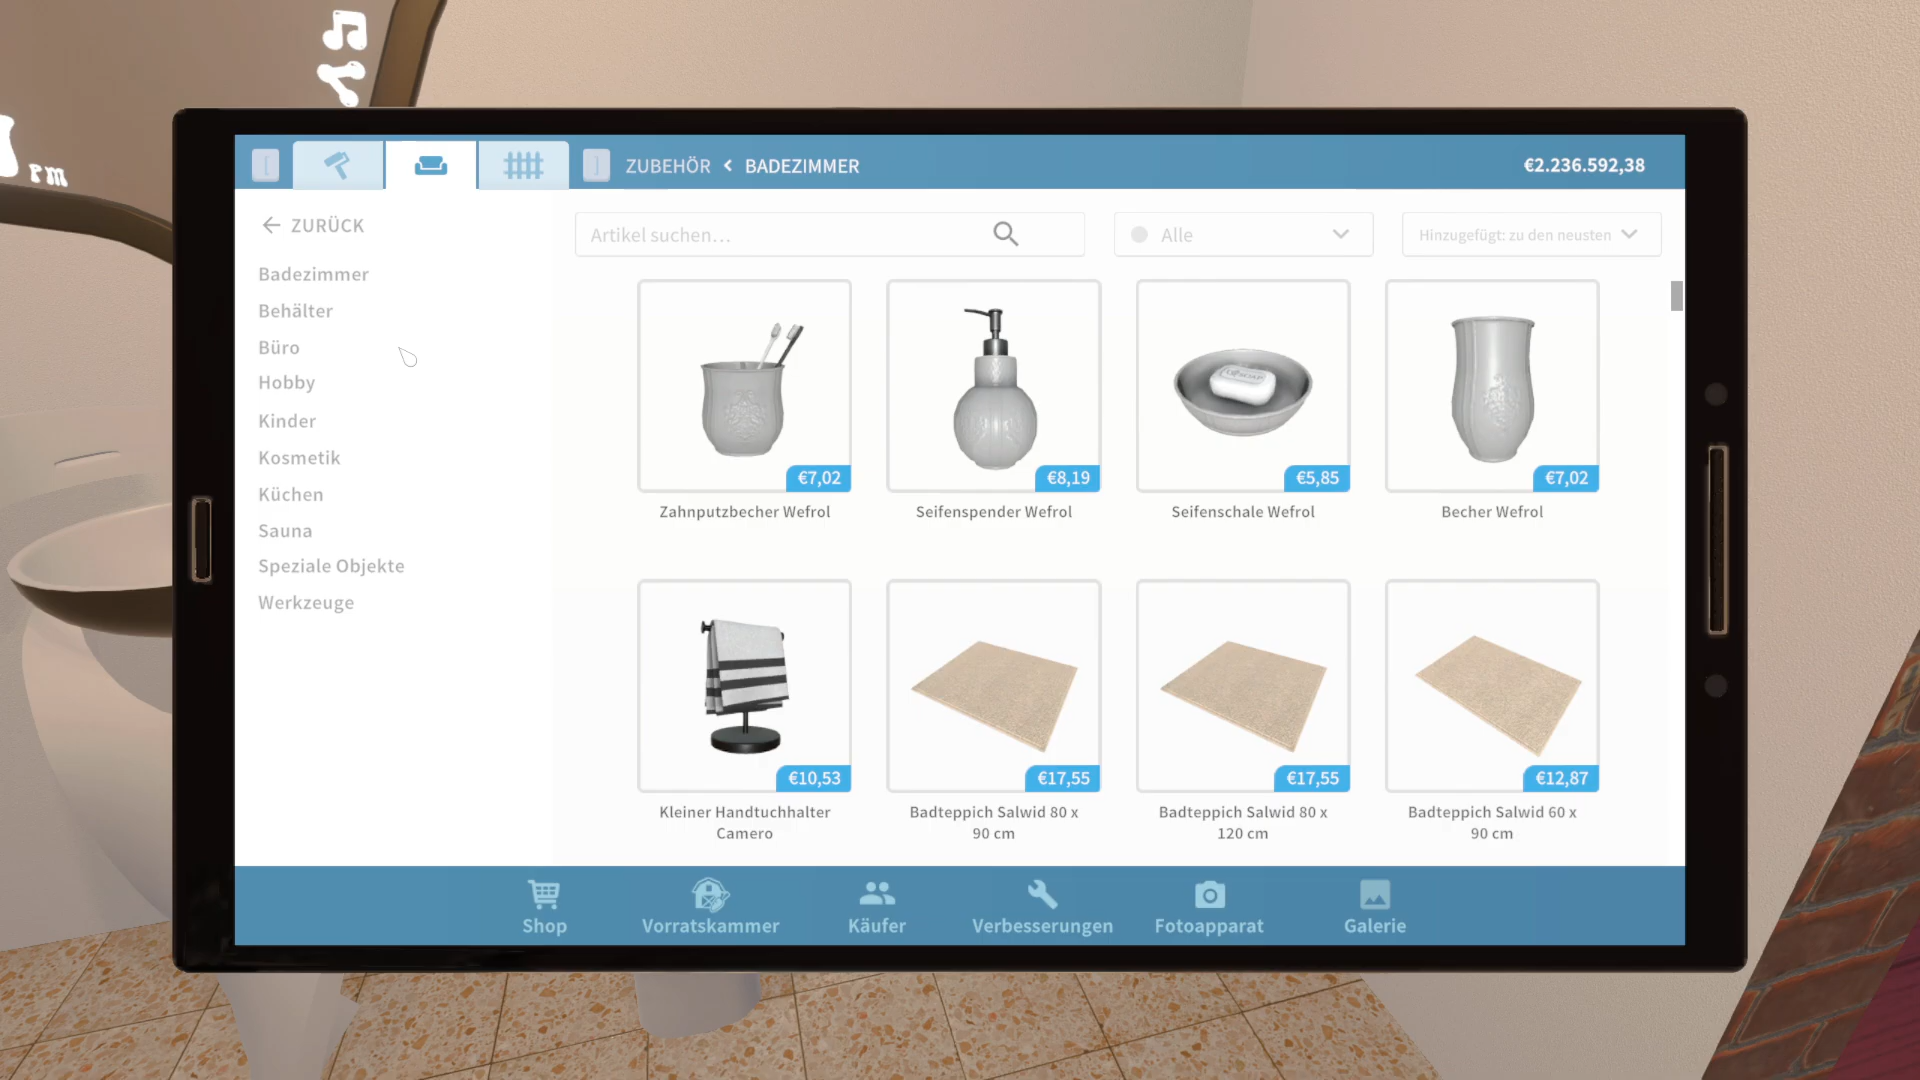 PM
ZUBEHÖR < BADEZIMMER
€2.236.592,38
← ZURÜCK
Badezimmer
Behälter
Büro
Hobby
Kinder
Kosmetik
Küchen
Sauna
Speziale Objekte
Werkzeuge
Artikel suchen...
Alle
Hinzugefügt: zu den neusten
€7,02
€8,19
€5,85
€7,02
Zahnputzbecher Wefrol
Seifenspender Wefrol
Seifenschale Wefrol
Becher Wefrol
€10,53
€17,55
€17,55
€12,87
Kleiner Handtuchhalter
Camero
Badteppich Salwid 80 x
90 cm
Badteppich Salwid 80 x
120 cm
Badteppich Salwid 60 x
90 cm
Shop
Vorratskammer
Käufer
Verbesserungen
Fotoapparat
Galerie